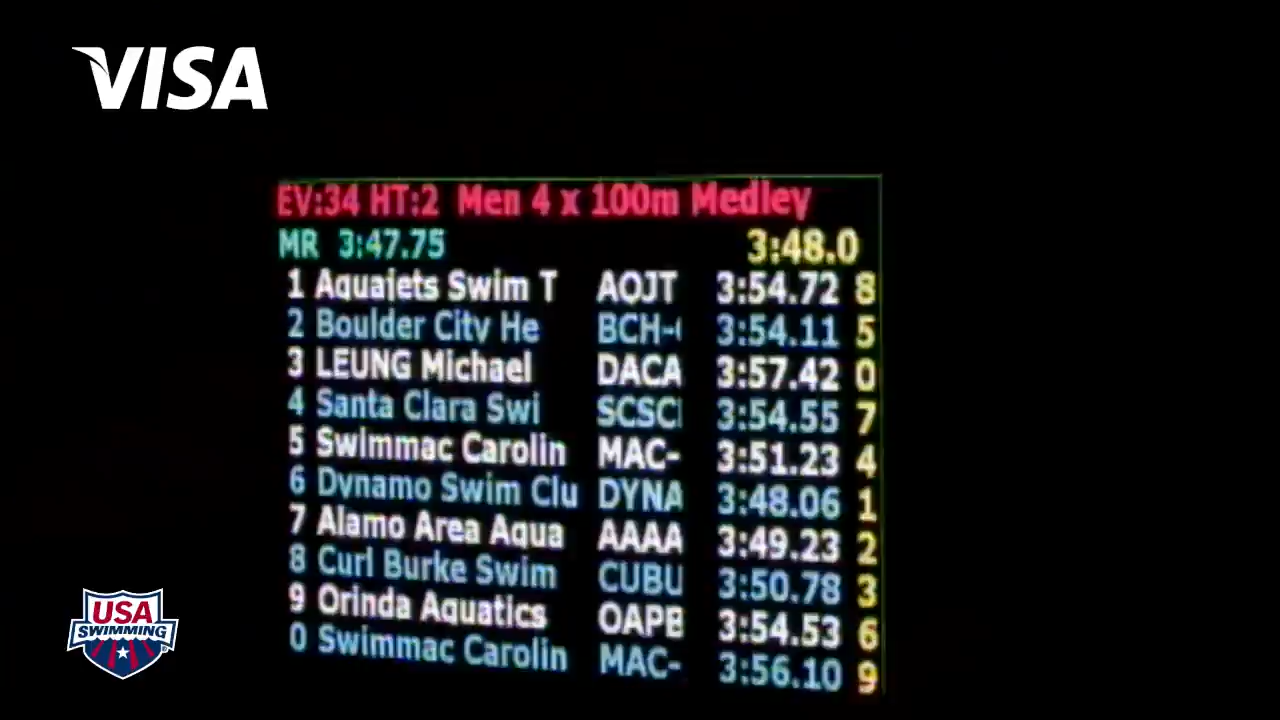 VISA
EV:34 HT:2 Men 4 x 100m Medley
MR 3:47.75 3:48.0
1 Aquajets Swim T AQJT 3:54.72 8
2 Boulder City He BCH- 3:54.11 5
3 LEUNG Michael DACA 3:57.42 0
4 Santa Clara Swi SCSC 3:54.55 7
5 Swimmac Carolin MAC- 3:51.23 4
6 Dynamo Swim Clu DYNA 3:48.06 1
7 Alamo Area Aqua AAAA 3:49.23 2
8 Curl Burke Swim CUBU 3:50.78 3
9 Orinda Aquatics OAPB 3:54.53 6
0 Swimmac Carolin MAC- 3:56.10 9
USA
SWIMMING